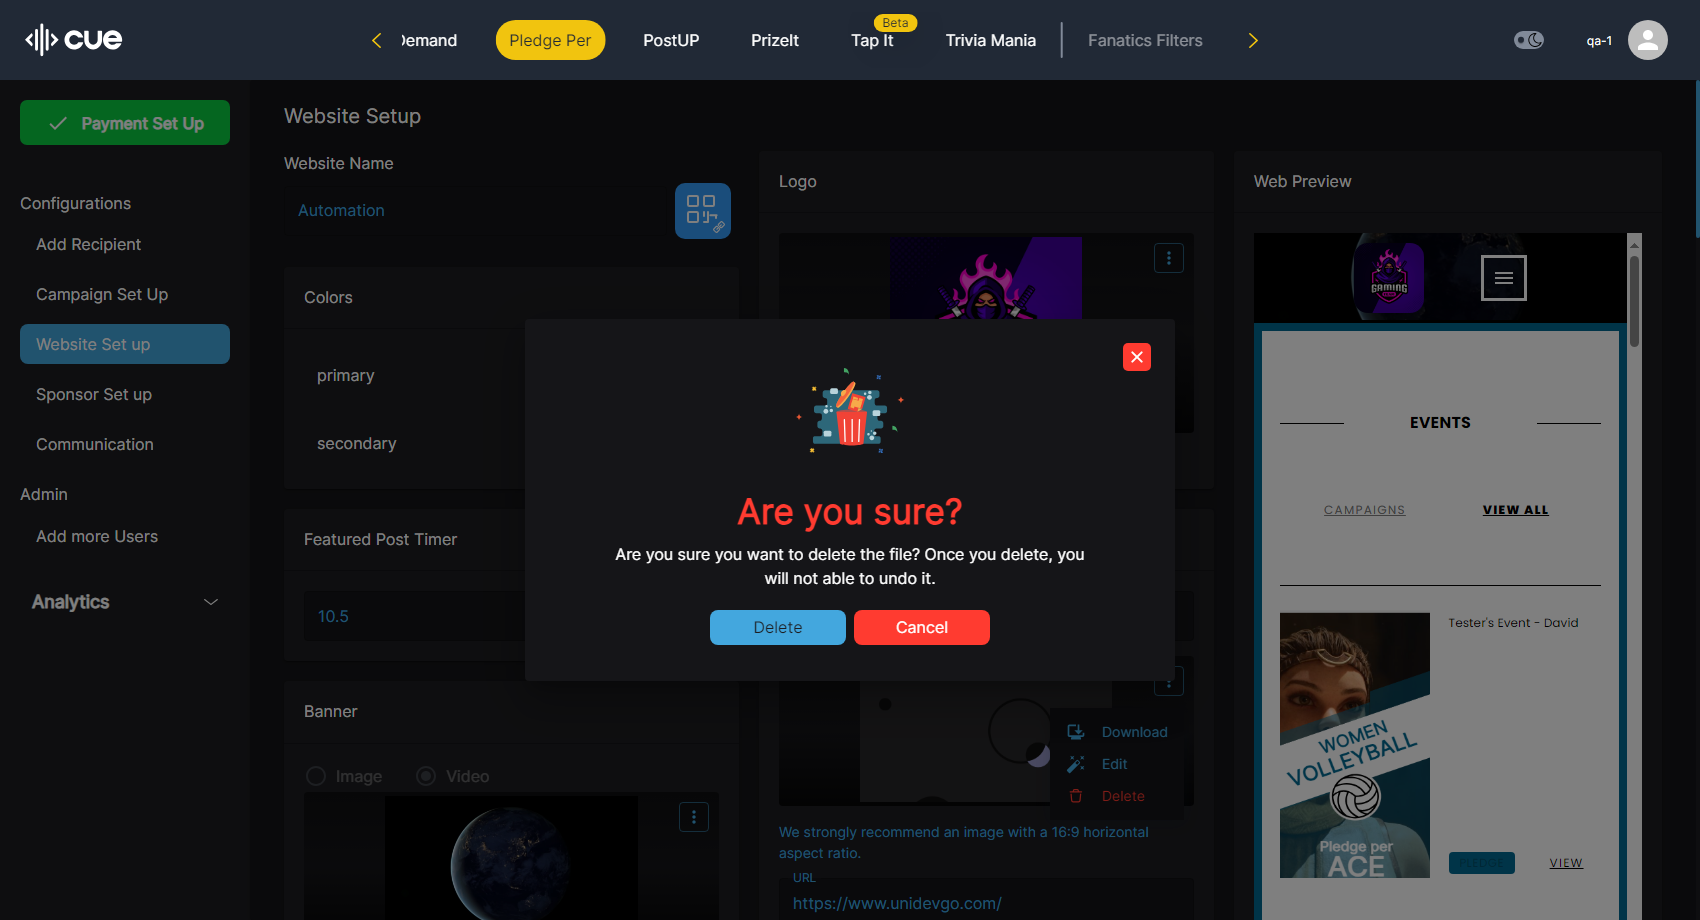 cue
Demand
Pledge Per
PostUP
PrizeIt
Beta
Tap It
Trivia Mania
Fanatics Filters
qa-1
Payment Set Up
Configurations
Add Recipient
Campaign Set Up
Website Set up
Sponsor Set up
Communication
Admin
Add more Users
Analytics
Website Setup
Website Name
Automation
Colors
primary
secondary
Featured Post Timer
10.5
Banner
Image
Video
Logo
Are you sure?
Are you sure you want to delete the file? Once you delete, you
will not able to undo it.
Delete
Cancel
Download
Edit
Delete
We strongly recommend an image with a 16:9 horizontal
aspect ratio.
URL
https://www.unidevgo.com/
Web Preview
GAMING
EVENTS
CAMPAIGNS
VIEW ALL
Tester's Event - David
WOMEN
VOLLEYBALL
Pledge per
ACE
PLEDGE
VIEW